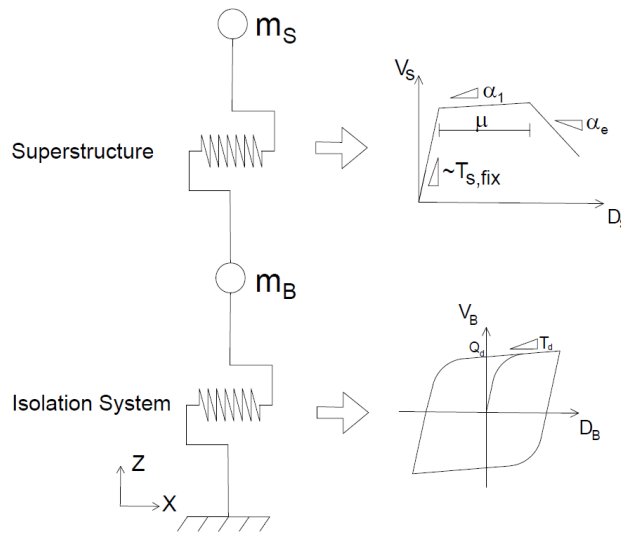 m_S
V_S
α_1
μ
α_e
Superstructure
~T_s,fix
D_s
m_B
V_B
Q_d
T_d
Isolation System
D_B
Z
X